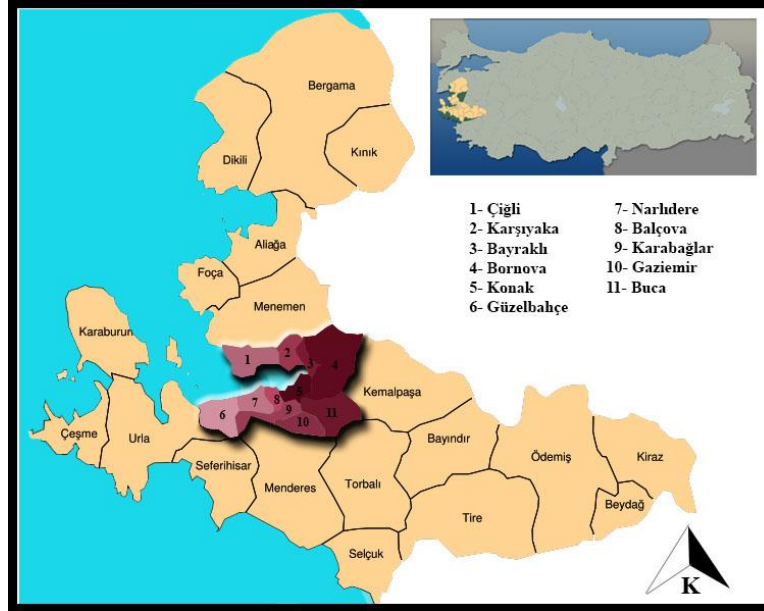 Bergama
Dikili
Kınık
Aliağa
Foça
Menemen
Karaburun
Çeşme
Urla
Seferihisar
Menderes
Torbalı
Selçuk
Kemalpaşa
Bayındır
Ödemiş
Tire
Kiraz
Beydağ
1
2
3
4
5
6
7
8
9
10
11
1- Çiğli
2- Karşıyaka
3- Bayraklı
4- Bornova
5- Konak
6- Güzelbahçe
7- Narlıdere
8- Balçova
9- Karabağlar
10- Gaziemir
11- Buca
K